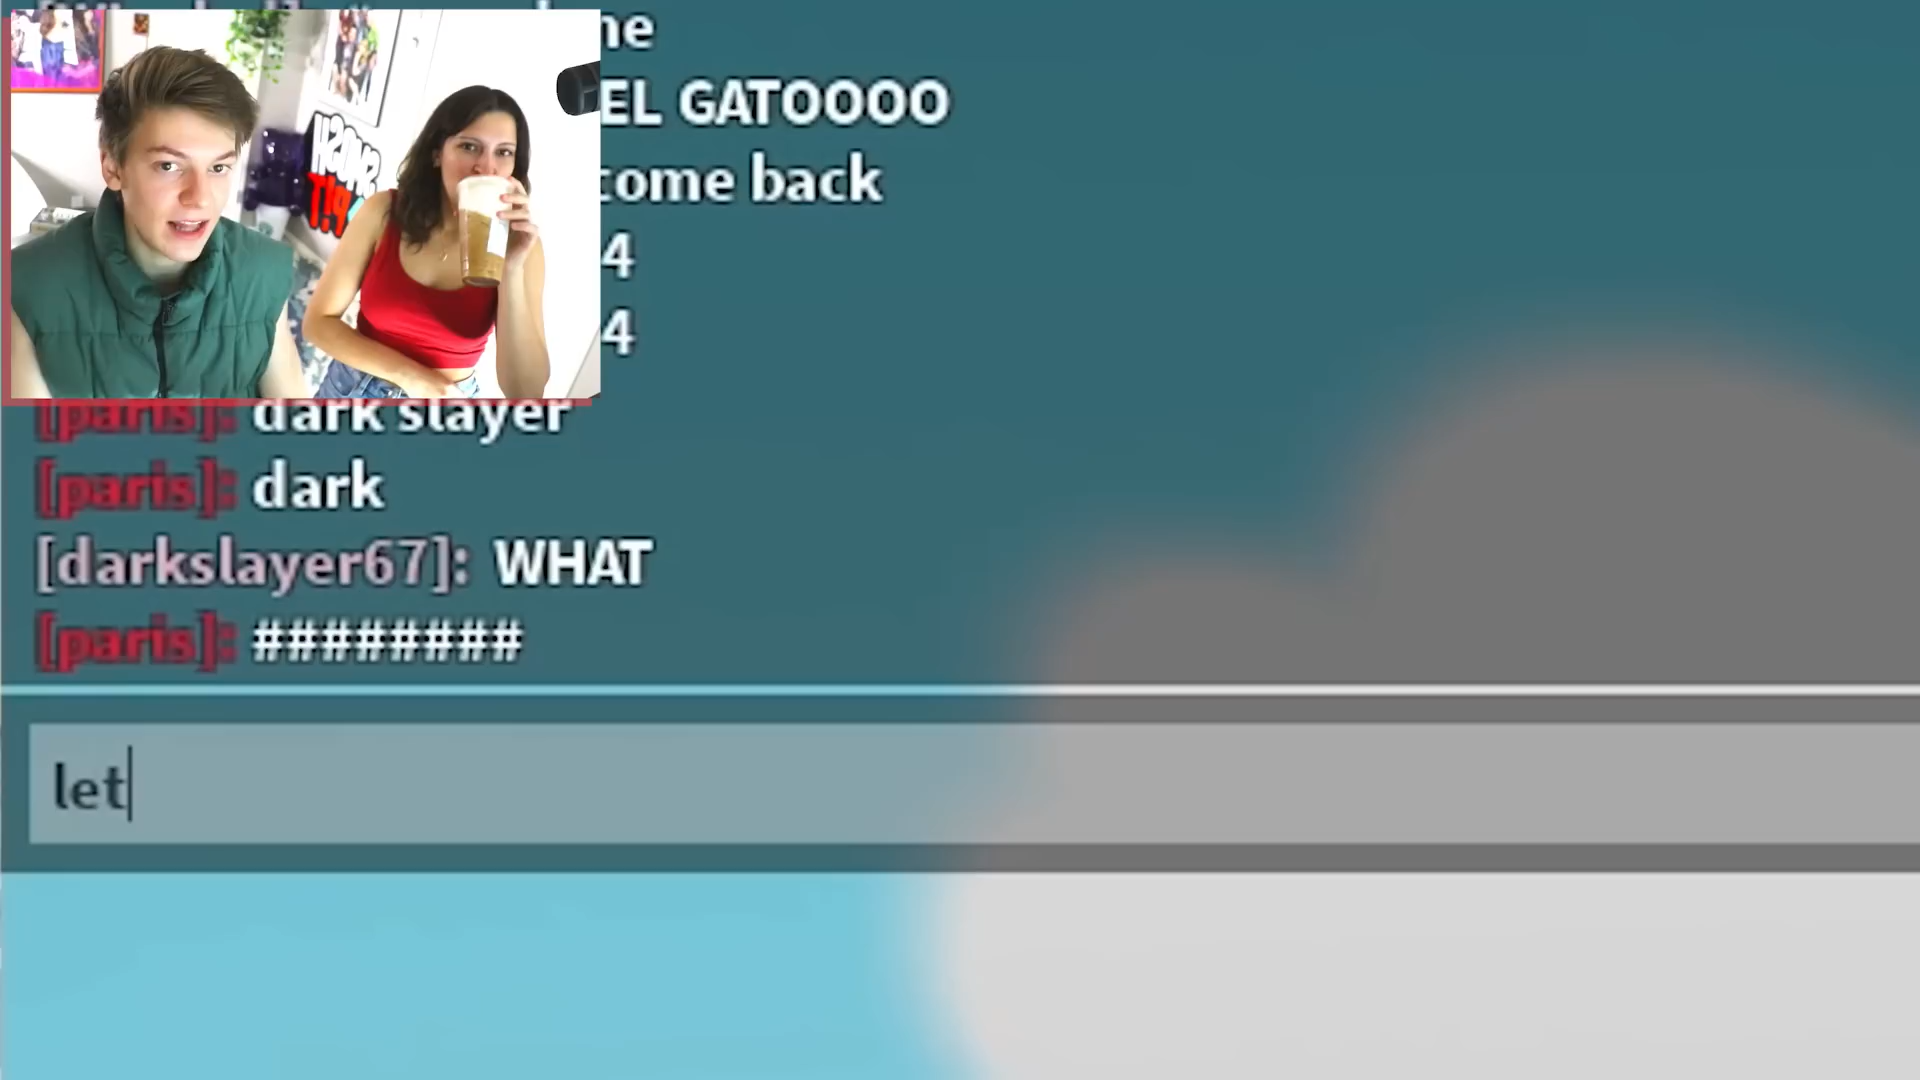 ne
EL GATOOOO
come back
4
4
[paris]: dark slayer
[paris]: dark
[darkslayer67]: WHAT
[paris]: ########
let